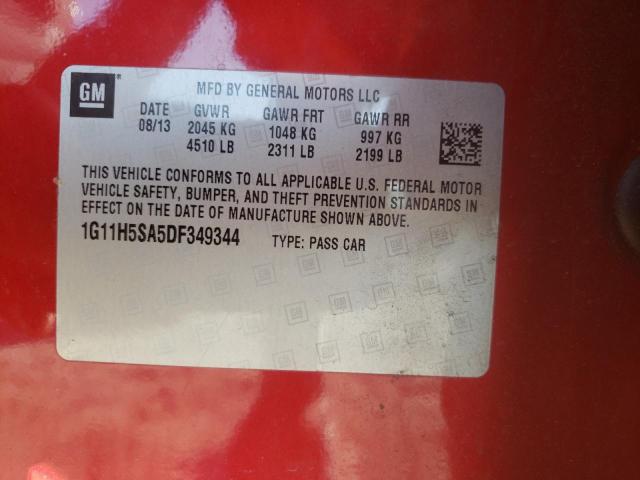 GM
MFD BY GENERAL MOTORS LLC
DATE GVWR GAWR FRT GAWR RR
08/13 2045 KG 1048 KG 997 KG
4510 LB 2311 LB 2199 LB
THIS VEHICLE CONFORMS TO ALL APPLICABLE U.S. FEDERAL MOTOR
VEHICLE SAFETY, BUMPER, AND THEFT PREVENTION STANDARDS IN
EFFECT ON THE DATE OF MANUFACTURE SHOWN ABOVE.
1G11H5SA5DF349344 TYPE: PASS CAR